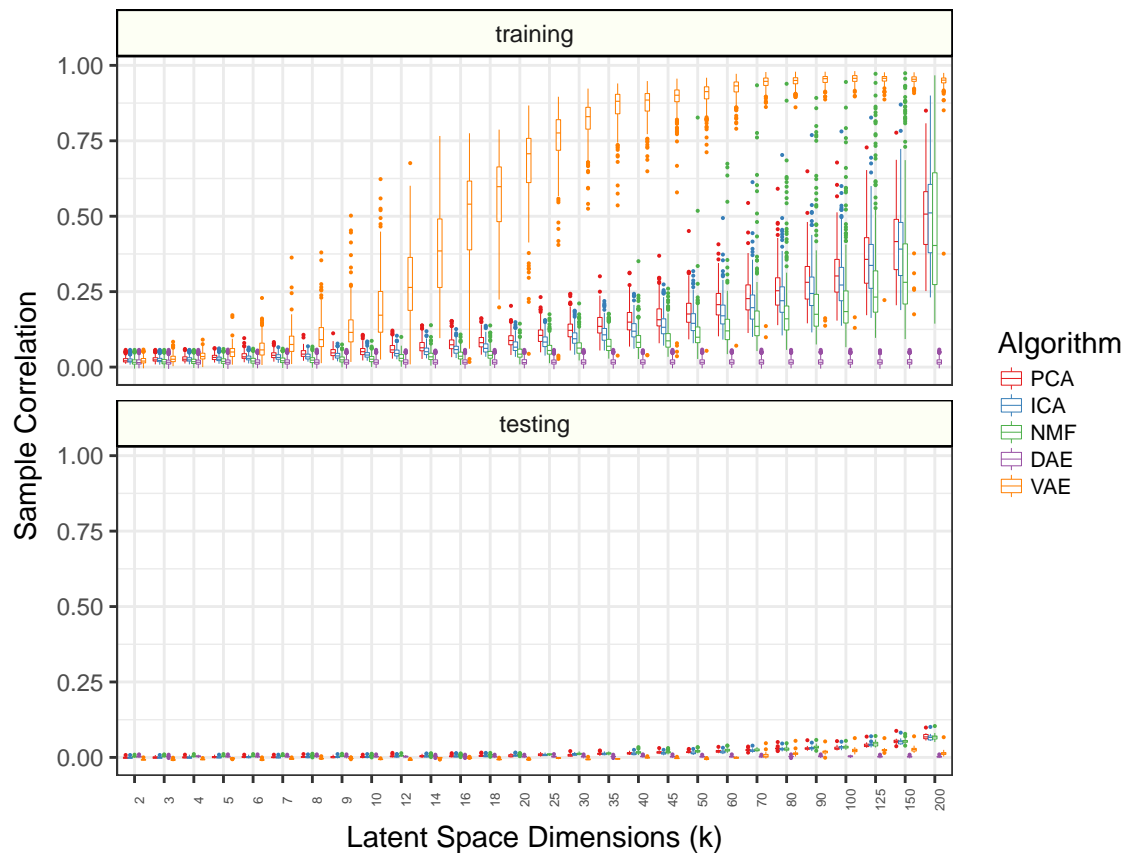 training
1.00
0.75
0.50
0.25
0.00
testing
1.00
0.75
0.50
0.25
0.00
Sample Correlation
2 3 4 5 6 7 8 9 10 12 14 16 18 20 25 30 35 40 45 50 60 70 80 90 100 125 150 200
Latent Space Dimensions (k)
Algorithm
PCA
ICA
NMF
DAE
VAE